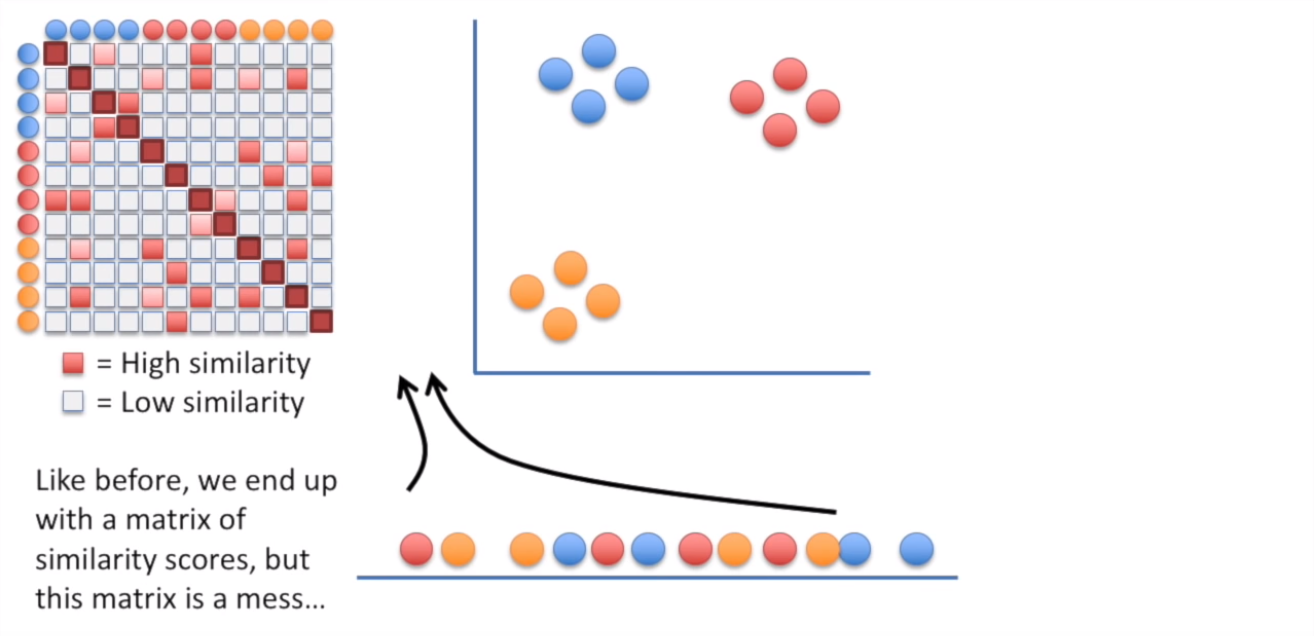 = High similarity
= Low similarity
Like before, we end up
with a matrix of
similarity scores, but
this matrix is a mess...